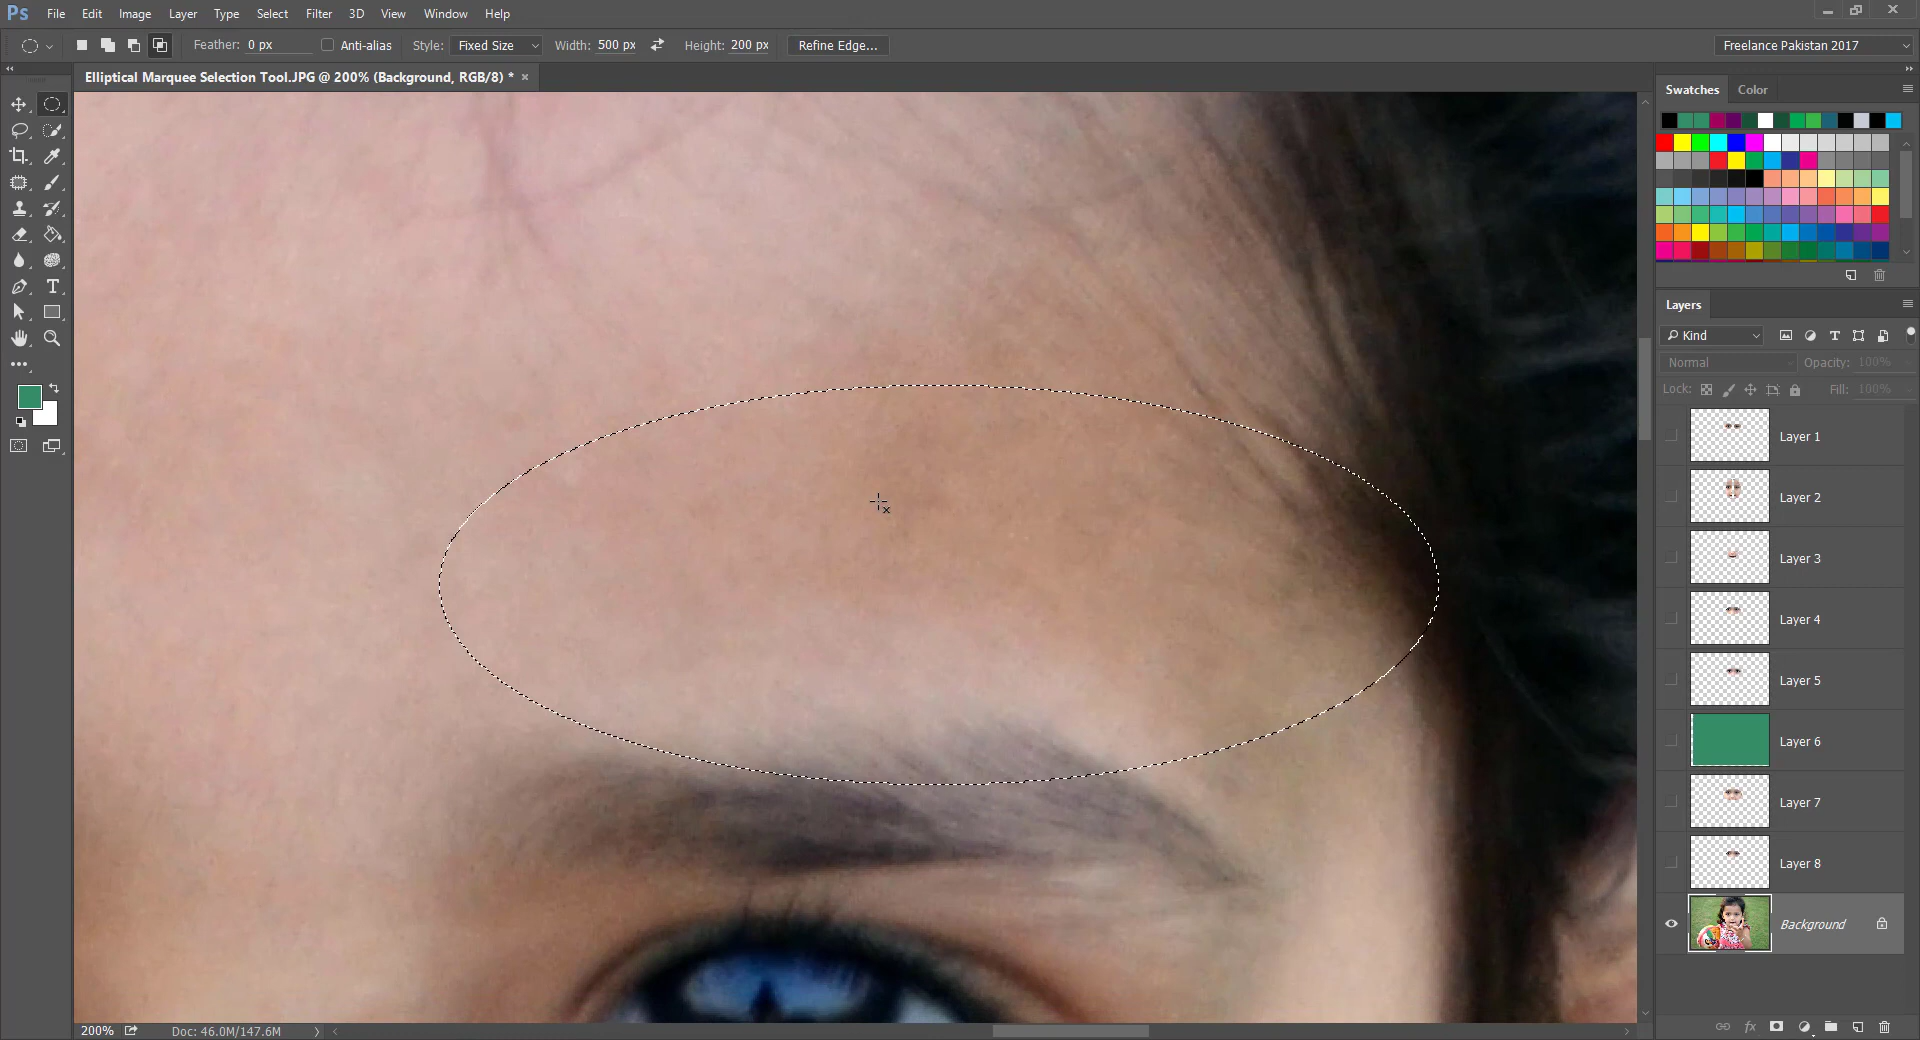 Ps File Edit Image Layer Type Select Filter 3D View Window Help
Feather: 0 px Anti-alias Style: Fixed Size Width: 500 px Height: 200 px Refine Edge... Freelance Pakistan 2017
Elliptical Marquee Selection Tool.JPG @ 200% (Background, RGB/8) *
Swatches Color
Layers
Kind
Normal Opacity: 100%
Lock: Fill: 100%
Layer 1
Layer 2
Layer 3
Layer 4
Layer 5
Layer 6
Layer 7
Layer 8
Background
200% Doc: 46.0M/147.6M